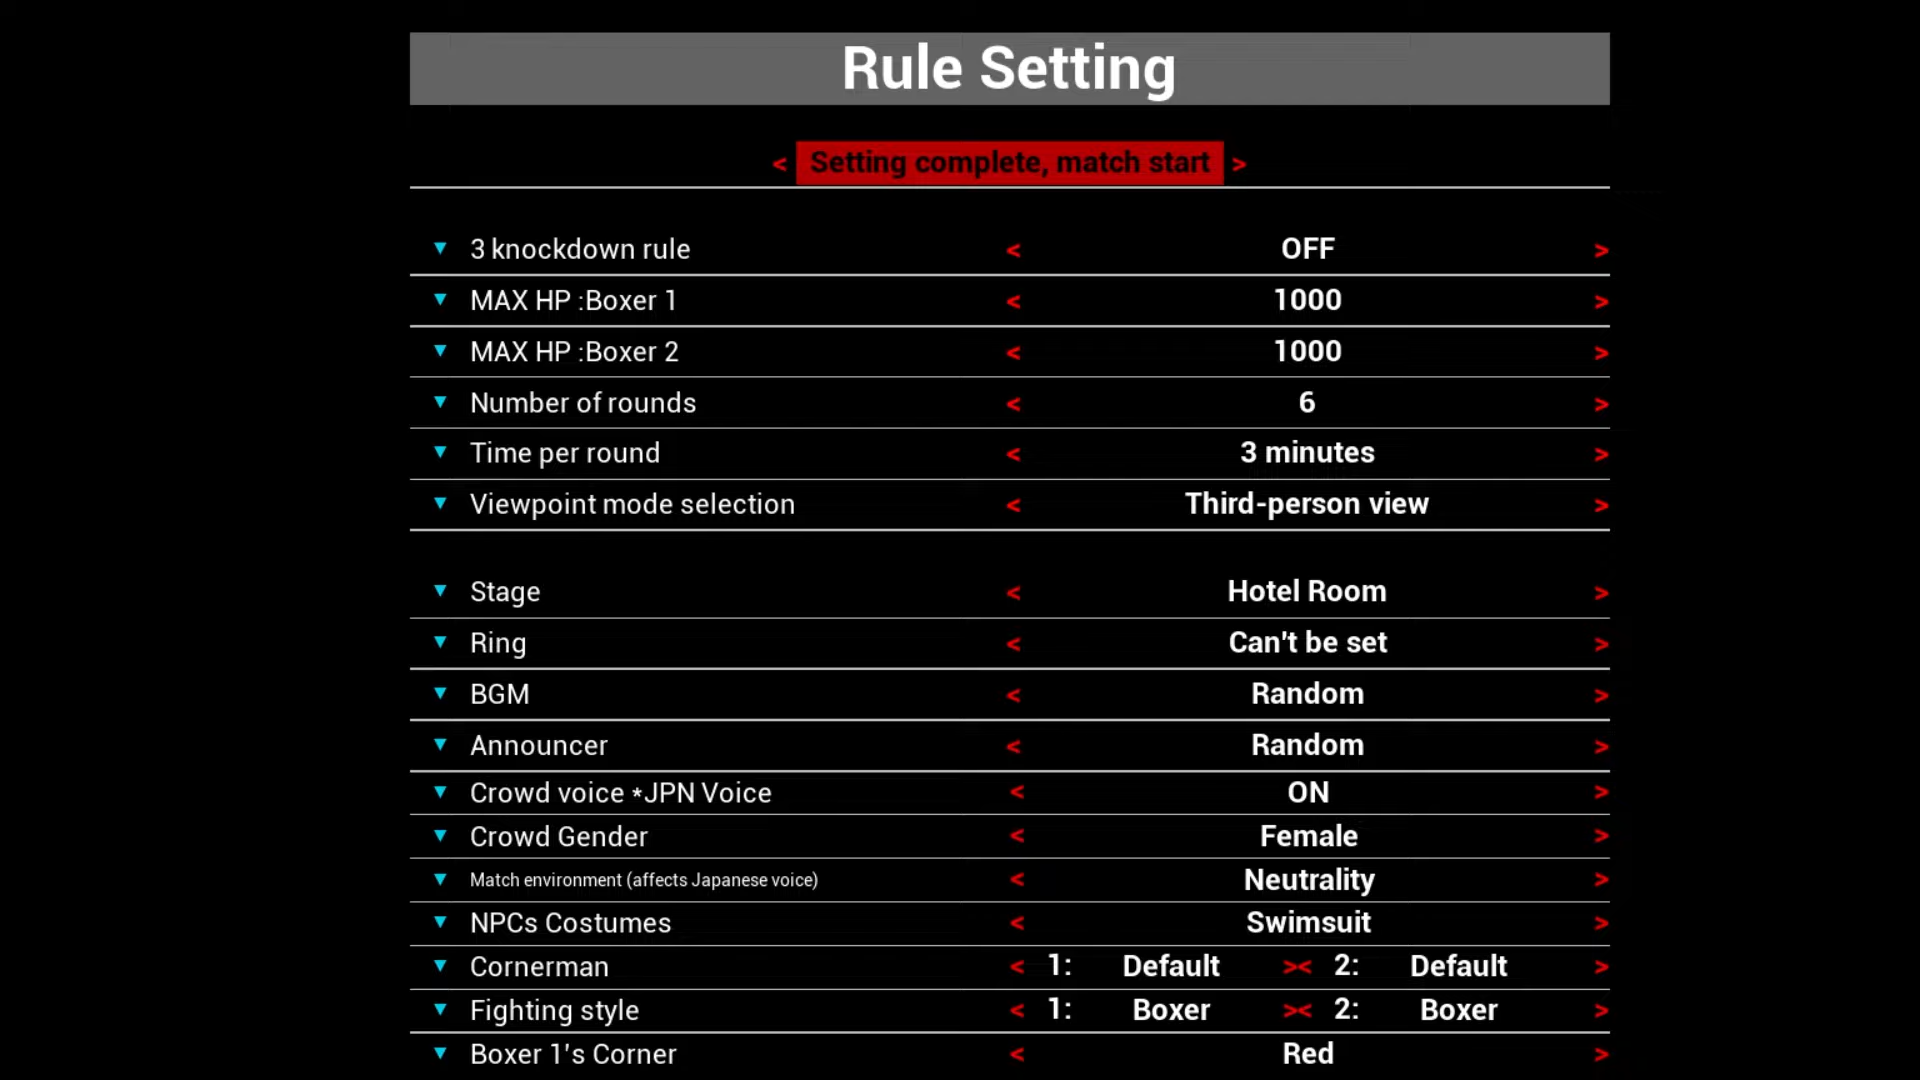 Rule Setting
< Setting complete, match start >
▼ 3 knockdown rule < OFF >
▼ MAX HP :Boxer 1 < 1000 >
▼ MAX HP :Boxer 2 < 1000 >
▼ Number of rounds < 6 >
▼ Time per round < 3 minutes >
▼ Viewpoint mode selection < Third-person view >
▼ Stage < Hotel Room >
▼ Ring < Can't be set >
▼ BGM < Random >
▼ Announcer < Random >
▼ Crowd voice *JPN Voice < ON >
▼ Crowd Gender < Female >
▼ Match environment (affects Japanese voice) < Neutrality >
▼ NPCs Costumes < Swimsuit >
▼ Cornerman < 1: Default >< 2: Default >
▼ Fighting style < 1: Boxer >< 2: Boxer >
▼ Boxer 1's Corner < Red >